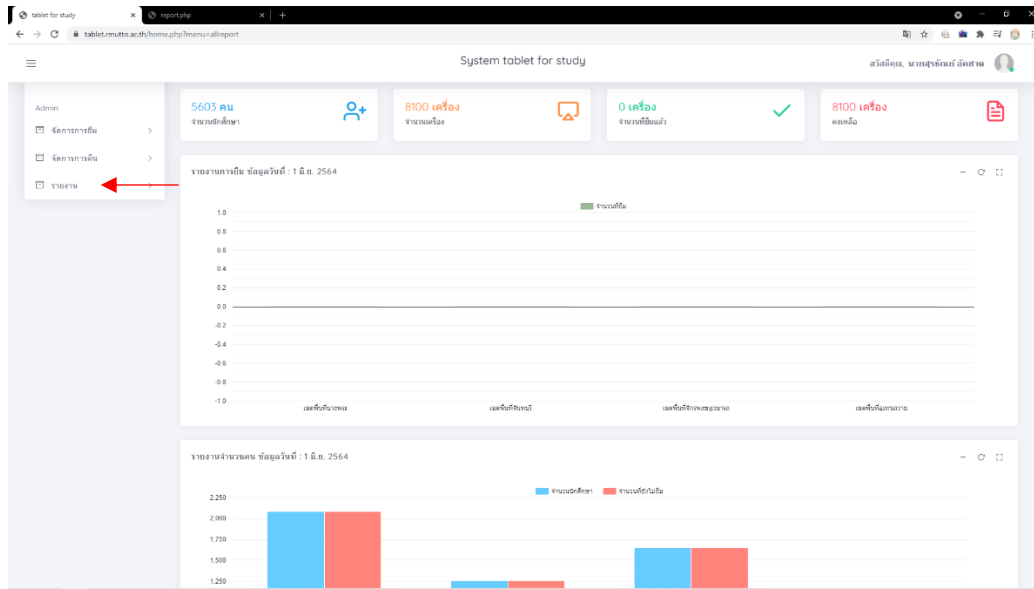 tablet for study
report.php
tablet.rmutto.ac.th/home.php?menu=allreport
System tablet for study
สวัสดีคุณ, นายสุรชัณย์ อัคฮาด
Admin
จัดการการยืม
จัดการการคืน
รายงาน
5603 คน
จำนวนนักศึกษา
8100 เครื่อง
จำนวนเครื่อง
0 เครื่อง
จำนวนที่ยืมแล้ว
8100 เครื่อง
คงเหลือ
รายงานการยืม ข้อมูลวันที่ : 1 มิ.ย. 2564
จำนวนที่ยืม
1.0
0.8
0.6
0.4
0.2
0.0
-0.2
-0.4
-0.6
-0.8
-1.0
เขตพื้นที่บางพระ
เขตพื้นที่จันทบุรี
เขตพื้นที่จักรพงษภูวนารถ
เขตพื้นที่อุเทนถวาย
รายงานจำนวนคน ข้อมูลวันที่ : 1 มิ.ย. 2564
จำนวนนักศึกษา
จำนวนที่ยังไม่ยืม
2,250
2,000
1,750
1,500
1,250